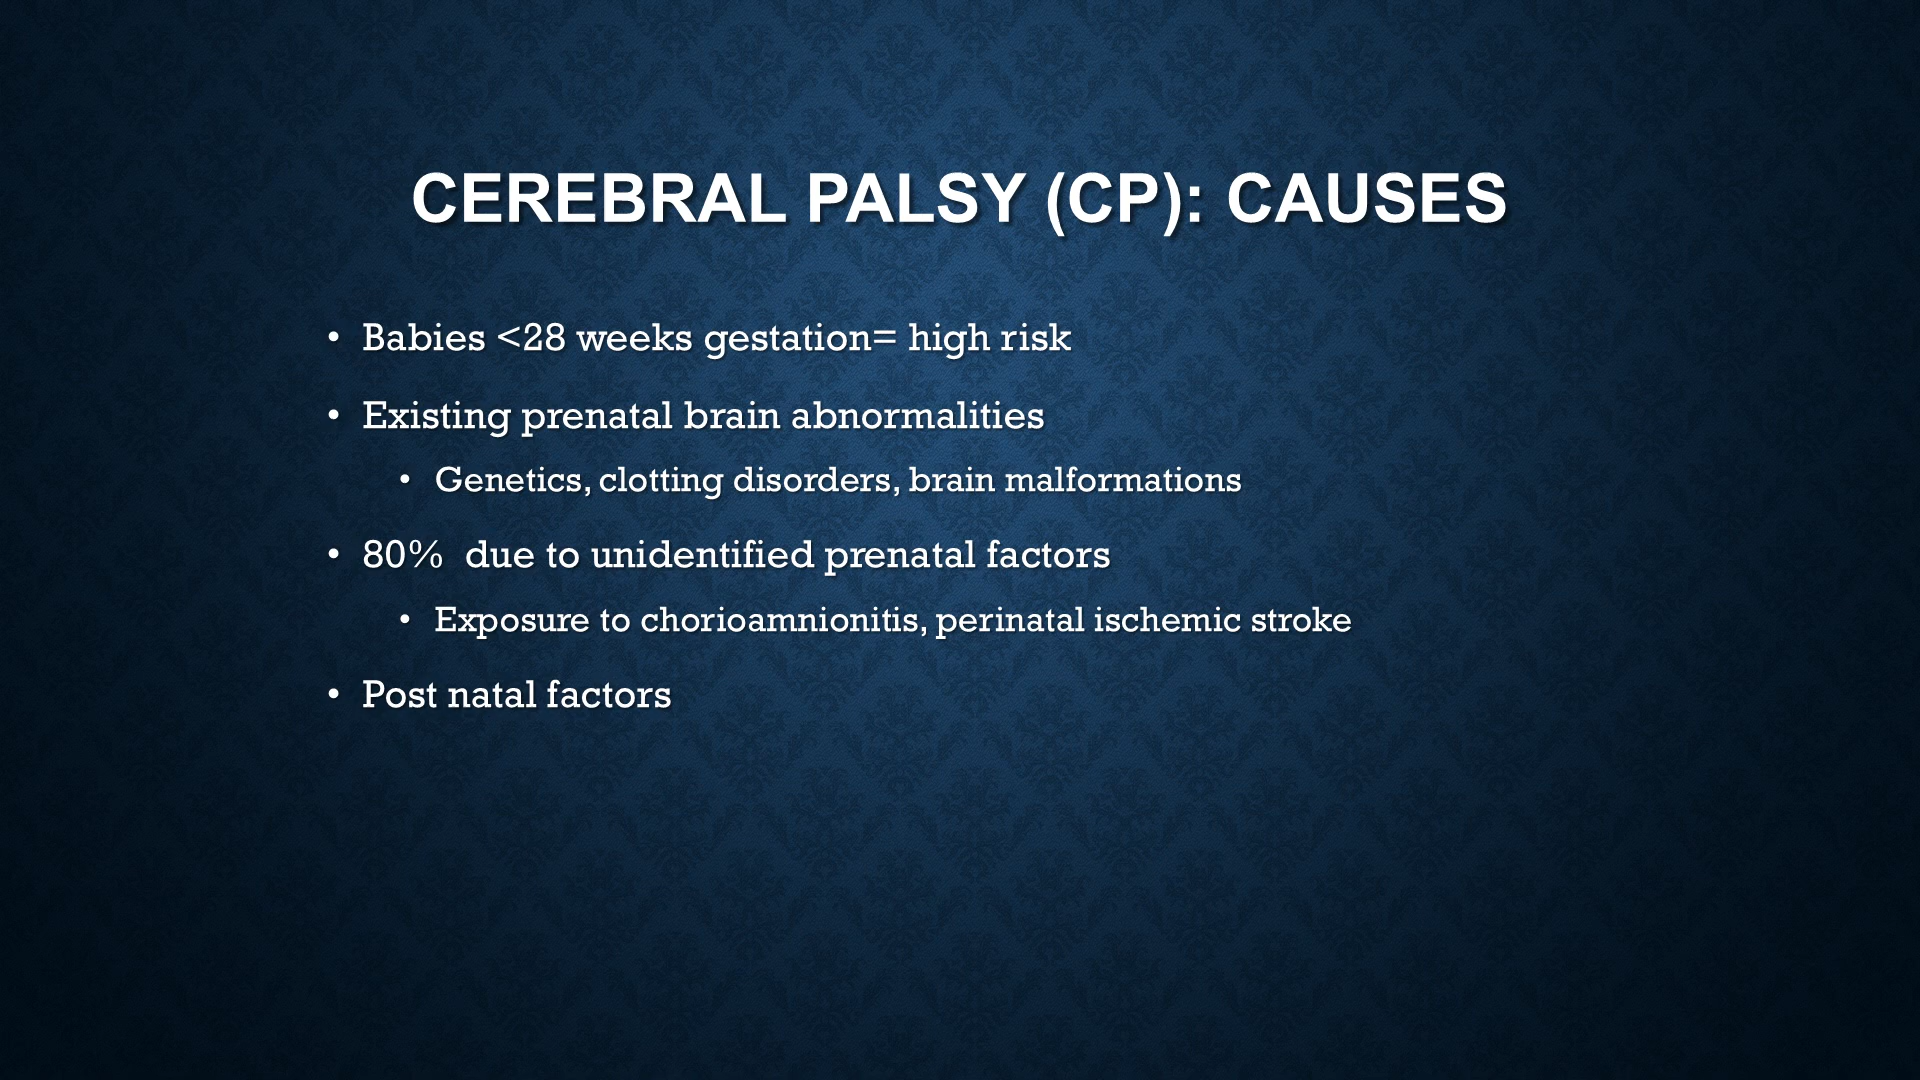 CEREBRAL PALSY (CP): CAUSES
• Babies <28 weeks gestation= high risk
• Existing prenatal brain abnormalities
• Genetics, clotting disorders, brain malformations
• 80%  due to unidentified prenatal factors
• Exposure to chorioamnionitis, perinatal ischemic stroke
• Post natal factors